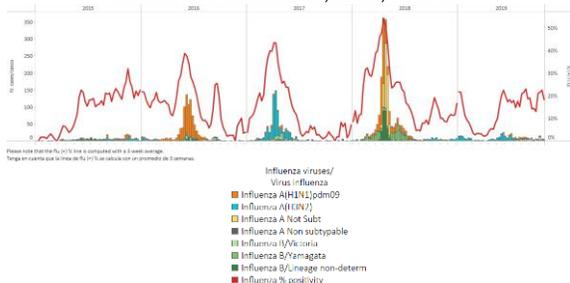 2015 2016 2017 2018 2019
350
300
250
200
150
100
50
0
50%
40%
30%
20%
10%
0%
Please note that the flu (+) % line is computed with a 3-week average.
Tenga en cuenta que la línea de flu (+) % se calcula con un promedio de 3 semanas.
Influenza viruses/
Virus influenza
Influenza A(H1N1)pdm09
Influenza A(H3N2)
Influenza A Not Subt
Influenza A Non subtypable
Influenza B/Victoria
Influenza B/Yamagata
Influenza B/Lineage non-determ
Influenza % positivity